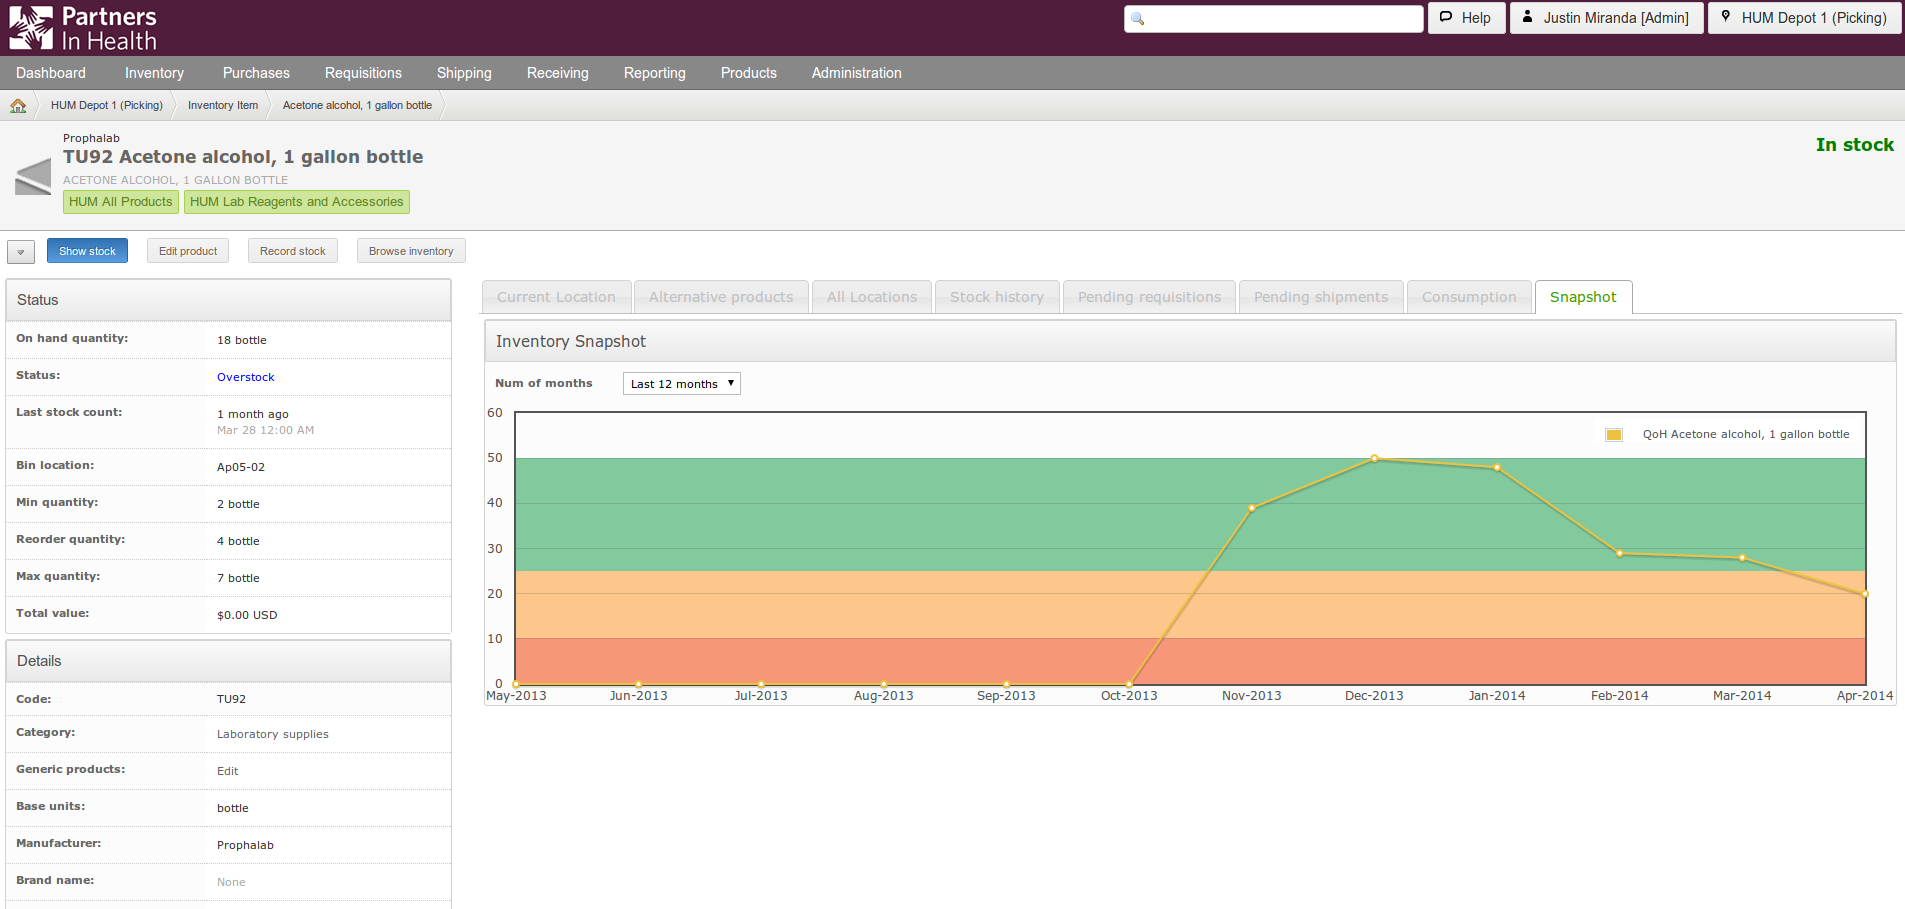 Partners
In Health
Help
Justin Miranda [Admin]
HUM Depot 1 (Picking)
Dashboard Inventory Purchases Requisitions Shipping Receiving Reporting Products Administration
HUM Depot 1 (Picking) Inventory Item Acetone alcohol, 1 gallon bottle
Prophalab
TU92 Acetone alcohol, 1 gallon bottle
In stock
ACETONE ALCOHOL, 1 GALLON BOTTLE
HUM All Products HUM Lab Reagents and Accessories
Show stock Edit product Record stock Browse inventory
Status
On hand quantity: 18 bottle
Status: Overstock
Last stock count: 1 month ago
Mar 28 12:00 AM
Bin location: Ap05-02
Min quantity: 2 bottle
Reorder quantity: 4 bottle
Max quantity: 7 bottle
Total value: $0.00 USD
Details
Code: TU92
Category: Laboratory supplies
Generic products: Edit
Base units: bottle
Manufacturer: Prophalab
Brand name: None
Current Location Alternative products All Locations Stock history Pending requisitions Pending shipments Consumption Snapshot
Inventory Snapshot
Num of months Last 12 months
60
QoH Acetone alcohol, 1 gallon bottle
50
40
30
20
10
0
May-2013 Jun-2013 Jul-2013 Aug-2013 Sep-2013 Oct-2013 Nov-2013 Dec-2013 Jan-2014 Feb-2014 Mar-2014 Apr-2014